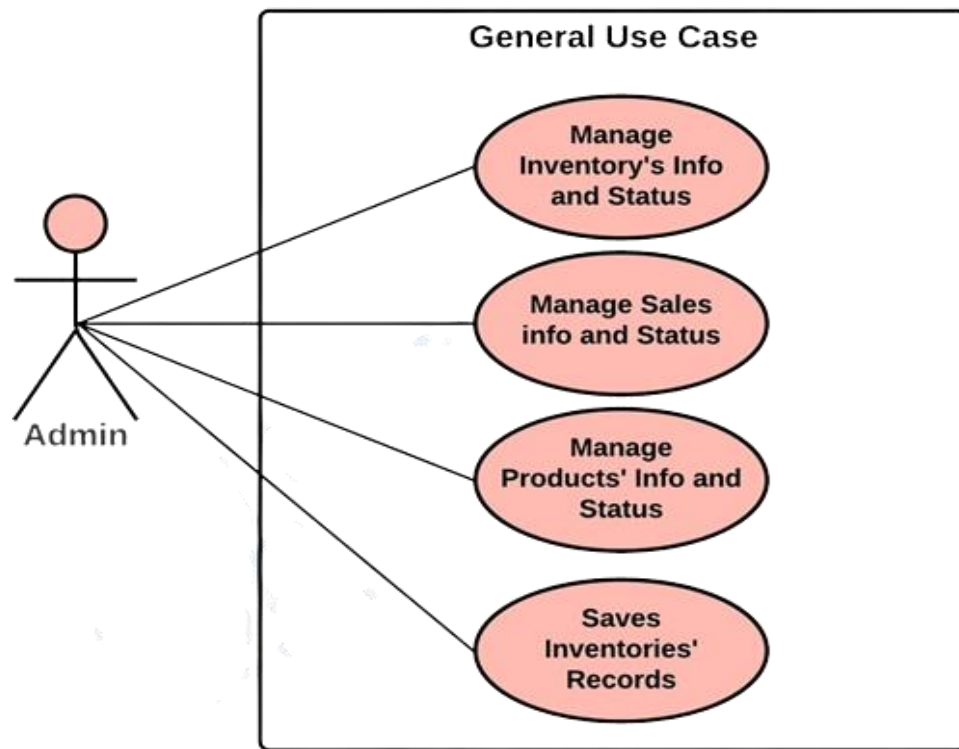 General Use Case
Manage
Inventory's Info
and Status
Manage Sales
info and Status
Admin
Manage
Products' Info and
Status
Saves
Inventories'
Records